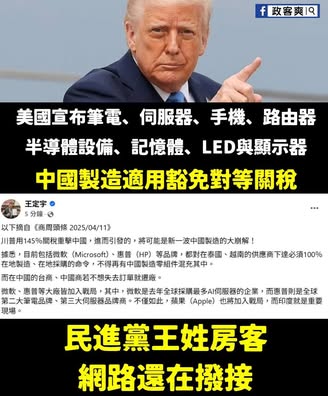 政客爽
美國宣布筆電、伺服器、手機、路由器
半導體設備、記憶體、LED與顯示器
中國製造適用豁免對等關稅
王定宇
5 分鐘
以下摘自《商周頭條 2025/04/11》
川普用145%關稅重擊中國，進而引發的，將可能是新一波中國製造的大崩解！
據悉，目前包括微軟（Microsoft）、惠普（HP）等品牌，都對在泰國、越南的供應商下達必須100%在地製造、在地採購的命令，不得再有中國製造零組件混充其中。
而在中國的台商、中國商若不想失去訂單就遷廠。
微軟、惠普等大廠皆加入戰局，其中，微軟是去年全球採購最多AI伺服器的企業，而惠普則是全球第二大筆電品牌、第三大伺服器品牌商。不僅如此，蘋果（Apple）也將加入戰局，而印度就是重要現場。
民進黨王姓房客
網路還在撥接